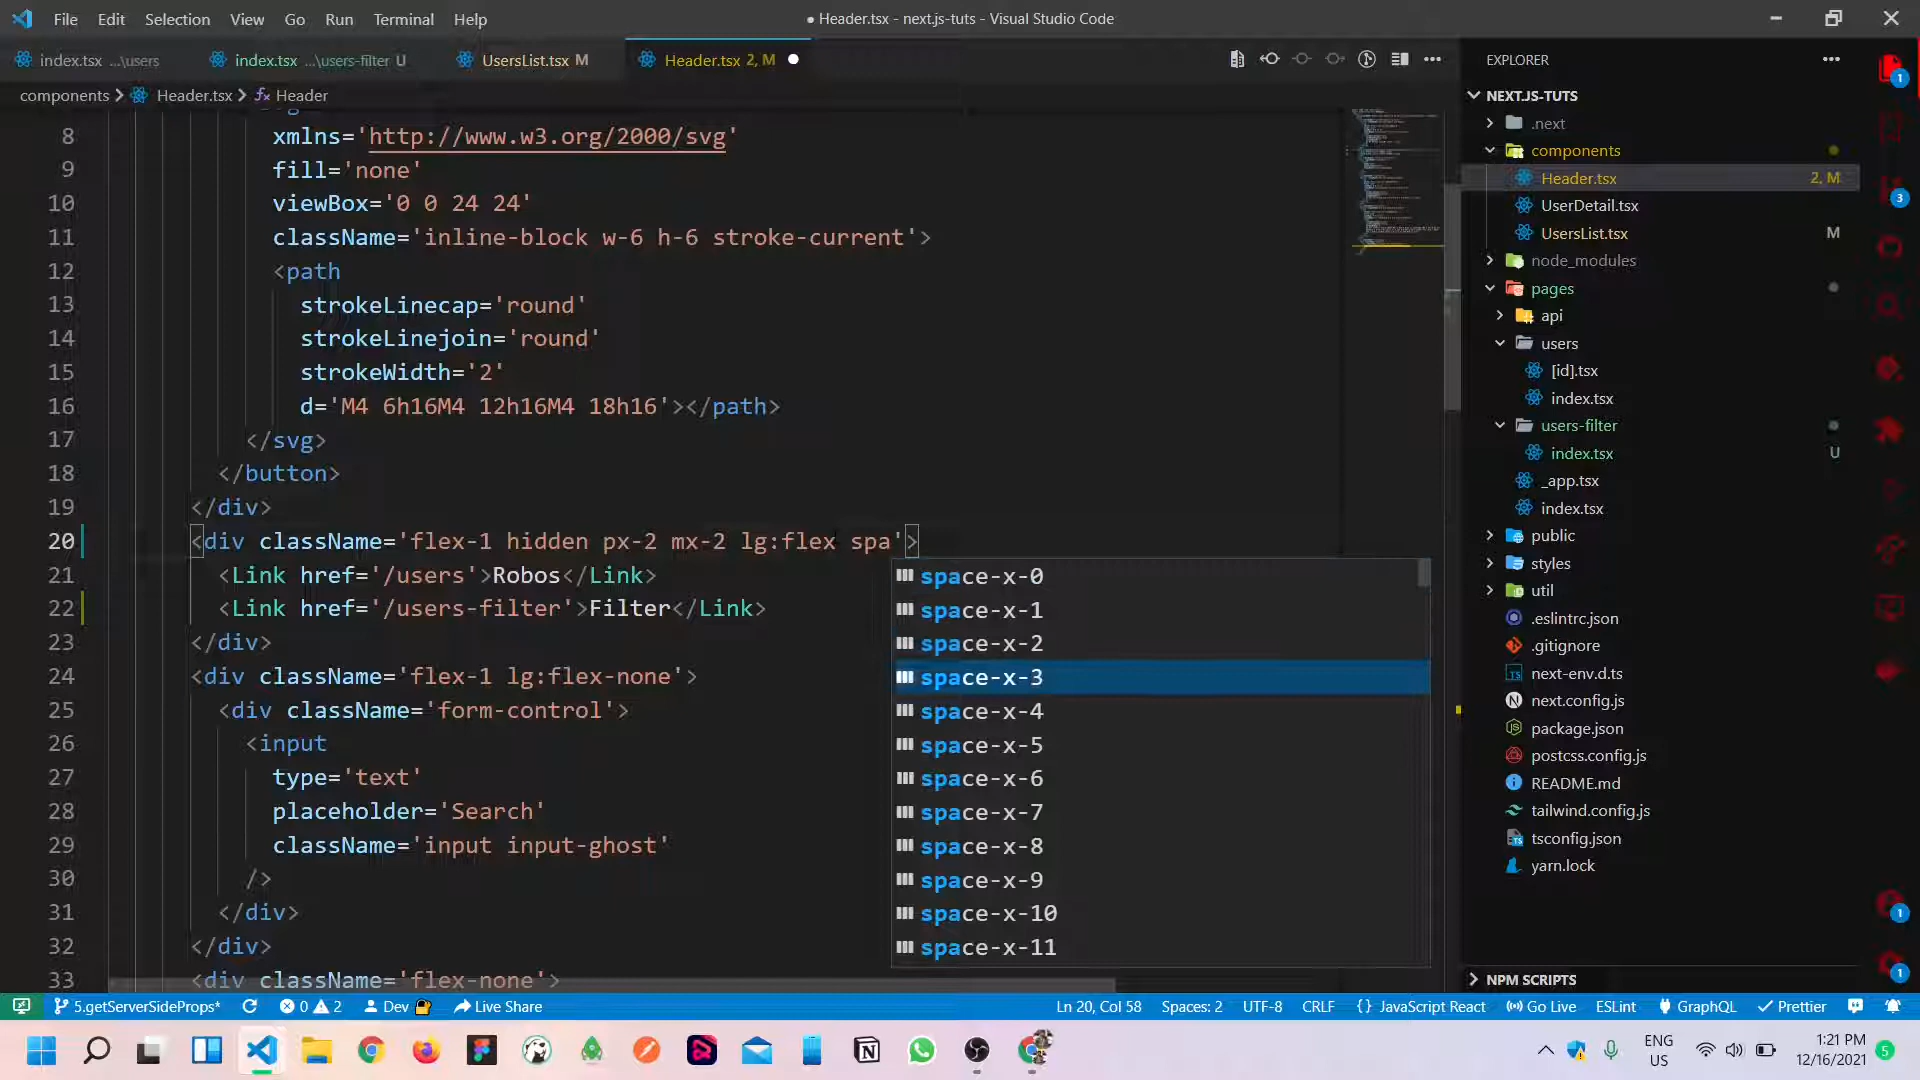 File Edit Selection View Go Run Terminal Help
● Header.tsx - next.js-tuts - Visual Studio Code
index.tsx ...\users
index.tsx ...\users-filter U
UsersList.tsx M
Header.tsx 2, M
components > Header.tsx > Header
8 xmlns='http://www.w3.org/2000/svg'
9 fill='none'
10 viewBox='0 0 24 24'
11 className='inline-block w-6 h-6 stroke-current'>
12 <path
13 strokeLinecap='round'
14 strokeLinejoin='round'
15 strokeWidth='2'
16 d='M4 6h16M4 12h16M4 18h16'></path>
17 </svg>
18 </button>
19 </div>
20 <div className='flex-1 hidden px-2 mx-2 lg:flex spa'>
21 <Link href='/users'>Robos</Link>
22 <Link href='/users-filter'>Filter</Link>
23 </div>
24 <div className='flex-1 lg:flex-none'>
25 <div className='form-control'>
26 <input
27 type='text'
28 placeholder='Search'
29 className='input input-ghost'
30 />
31 </div>
32 </div>
33 <div className='flex-none'>
space-x-0
space-x-1
space-x-2
space-x-3
space-x-4
space-x-5
space-x-6
space-x-7
space-x-8
space-x-9
space-x-10
space-x-11
EXPLORER
NEXT.JS-TUTS
.next
components
Header.tsx 2, M
UserDetail.tsx
UsersList.tsx M
node_modules
pages
api
users
[id].tsx
index.tsx
users-filter
index.tsx U
_app.tsx
index.tsx
public
styles
util
.eslintrc.json
.gitignore
next-env.d.ts
next.config.js
package.json
postcss.config.js
README.md
tailwind.config.js
tsconfig.json
yarn.lock
NPM SCRIPTS
1
3
1
1
5.getServerSideProps* 0 2 Dev Live Share
Ln 20, Col 58 Spaces: 2 UTF-8 CRLF {} JavaScript React Go Live ESLint GraphQL Prettier
ENG
US
1:21 PM
12/16/2021
5